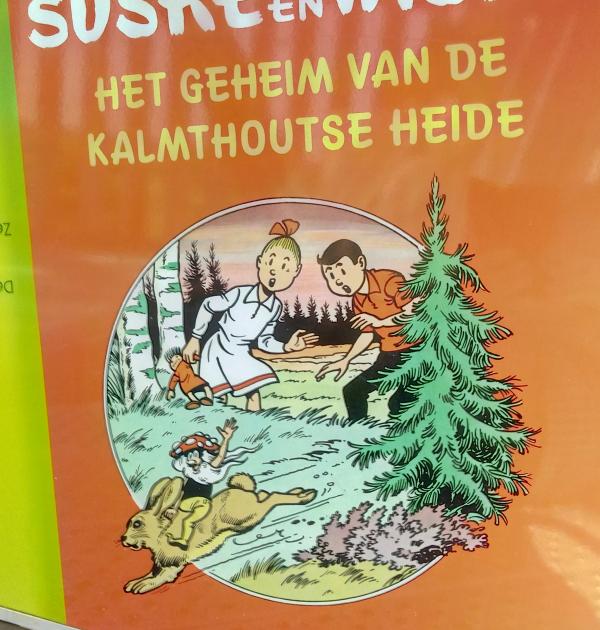 SUSKE EN
HET GEHEIM VAN DE
KALMTHOUTSE HEIDE